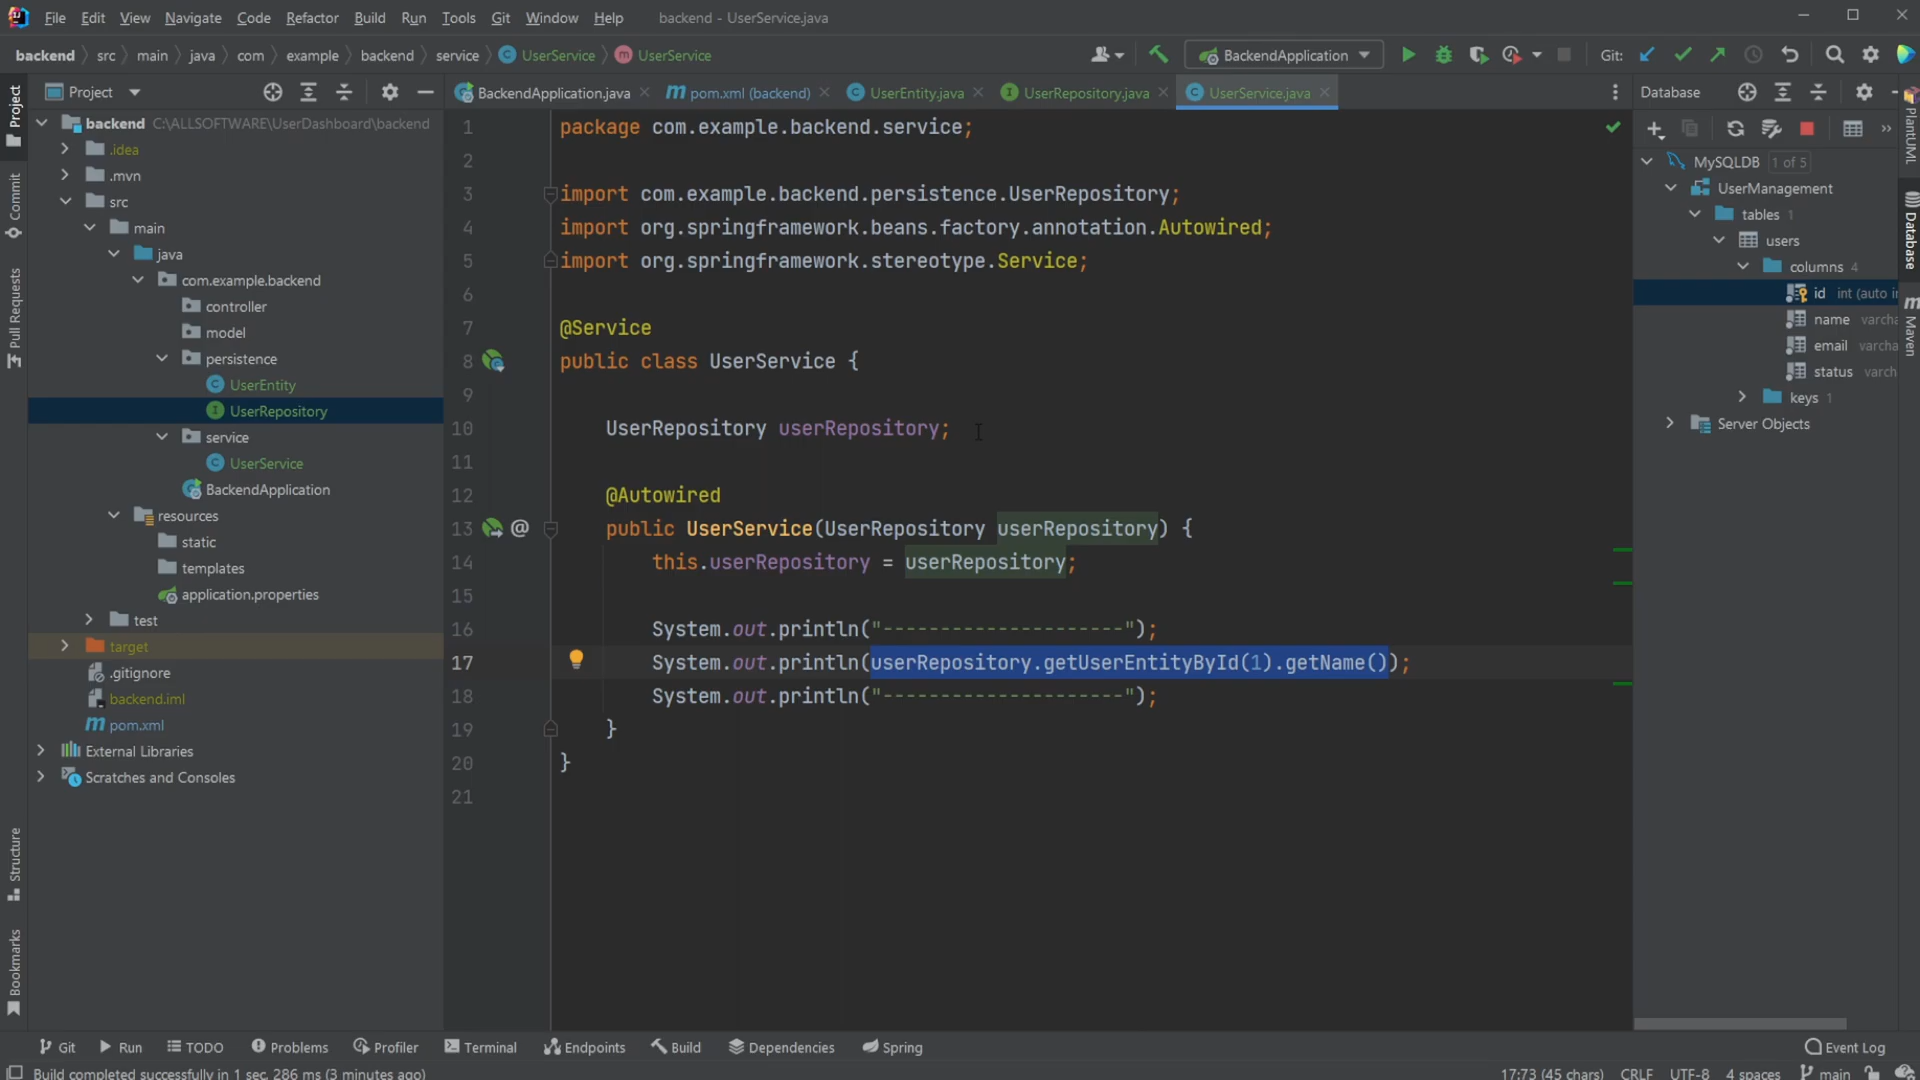 File Edit View Navigate Code Refactor Build Run Tools Git Window Help backend - UserService.java
backend src main java com example backend service UserService UserService BackendApplication Git:
Project
BackendApplication.java pom.xml (backend) UserEntity.java UserRepository.java UserService.java
Database
Project
Commit
Pull Requests
Structure
Bookmarks
backend C:\ALLSOFTWARE\UserDashboard\backend
.idea
.mvn
src
main
java
com.example.backend
controller
model
persistence
UserEntity
UserRepository
service
UserService
BackendApplication
resources
static
templates
application.properties
test
target
.gitignore
backend.iml
pom.xml
External Libraries
Scratches and Consoles
1 package com.example.backend.service;
2
3 import com.example.backend.persistence.UserRepository;
4 import org.springframework.beans.factory.annotation.Autowired;
5 import org.springframework.stereotype.Service;
6
7 @Service
8 public class UserService {
9
10 UserRepository userRepository;
11
12 @Autowired
13 @ public UserService(UserRepository userRepository) {
14 this.userRepository = userRepository;
15
16 System.out.println("---------------------");
17 System.out.println(userRepository.getUserEntityById(1).getName());
18 System.out.println("---------------------");
19 }
20 }
21
MySQLDB 1 of 5
UserManagement
tables 1
users
columns 4
id int (auto in
name varcha
email varcha
status varch
keys 1
Server Objects
PlantUML
Database
Maven
Git Run TODO Problems Profiler Terminal Endpoints Build Dependencies Spring Event Log
Build completed successfully in 1 sec, 286 ms (3 minutes ago) 17:73 (45 chars) CRLF UTF-8 4 spaces main